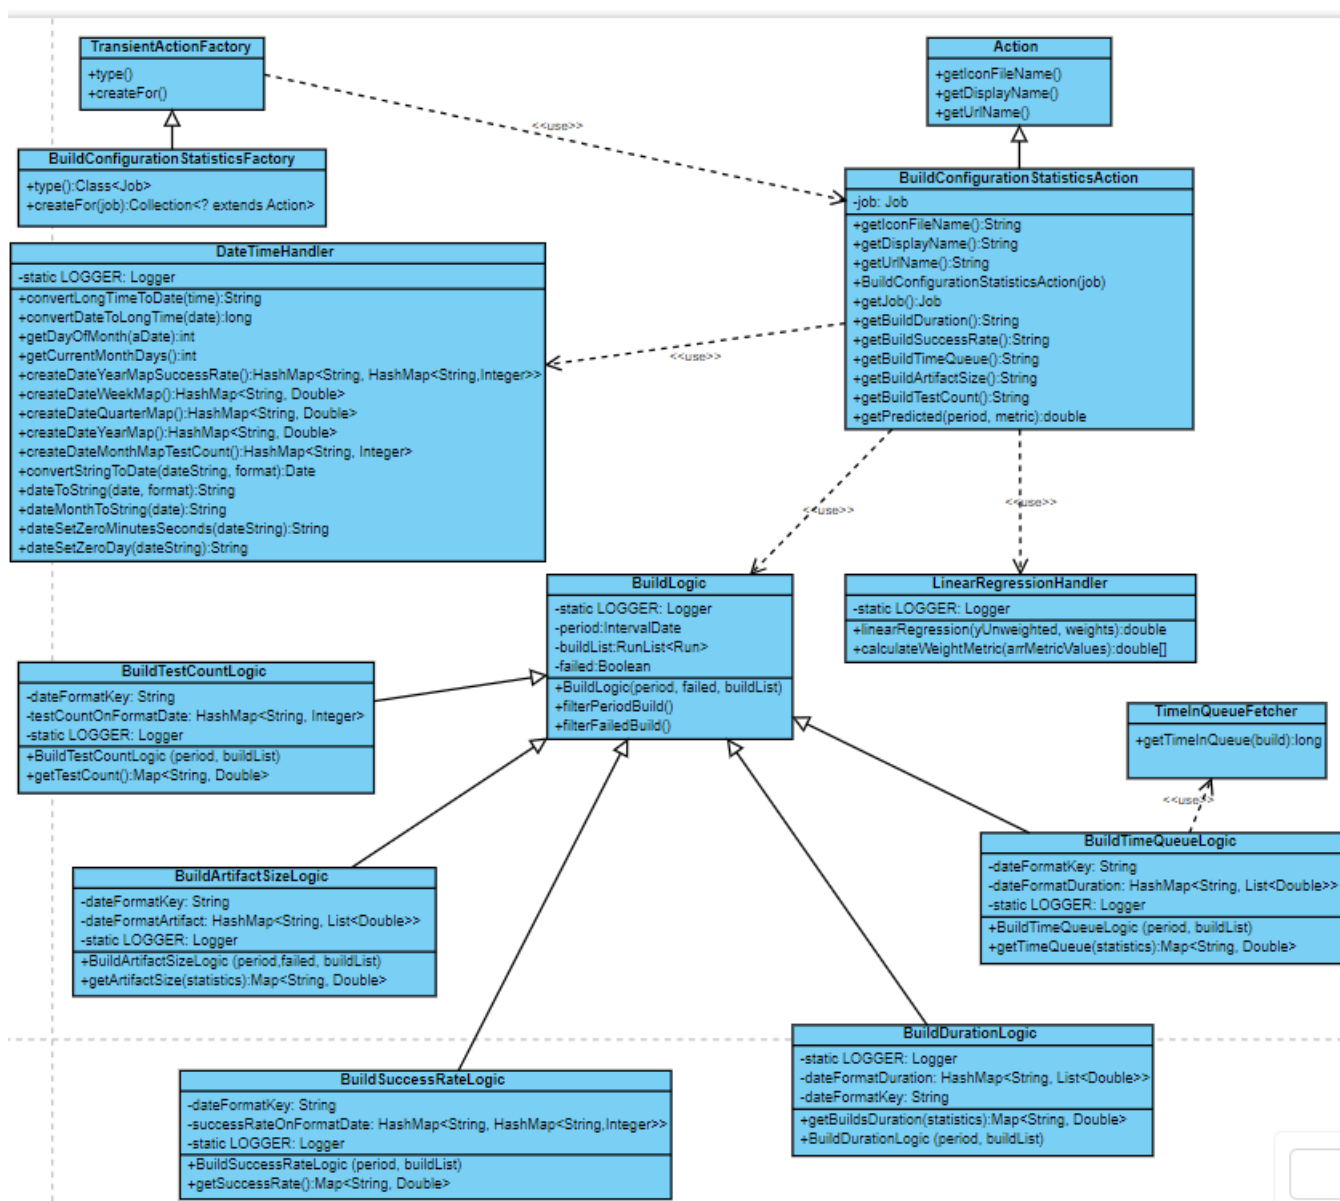 TransientActionFactory
+type()
+createFor()
Action
+getIconFileName()
+getDisplayName()
+getUrlName()
<<use>>
BuildConfigurationStatisticsFactory
+type():Class<Job>
+createFor(job):Collection<? extends Action>
BuildConfigurationStatisticsAction
-job: Job
+getIconFileName():String
+getDisplayName():String
+getUrlName():String
+BuildConfigurationStatisticsAction(job)
+getJob():Job
+getBuildDuration():String
+getBuildSuccessRate():String
+getBuildTimeQueue():String
+getBuildArtifactSize():String
+getBuildTestCount():String
+getPredicted(period, metric):double
DateTimeHandler
-static LOGGER: Logger
+convertLongTimeToDate(time):String
+convertDateToLongTime(date):long
+getDayOfMonth(aDate):int
+getCurrentMonthDays():int
+createDateYearMapSuccessRate():HashMap<String, HashMap<String,Integer>>
+createDateWeekMap():HashMap<String, Double>
+createDateQuarterMap():HashMap<String, Double>
+createDateYearMap():HashMap<String, Double>
+createDateMonthMapTestCount():HashMap<String, Integer>
+convertStringToDate(dateString, format):Date
+dateToString(date, format):String
+dateMonthToString(date):String
+dateSetZeroMinutesSeconds(dateString):String
+dateSetZeroDay(dateString):String
<<use>>
<<use>>
<<use>>
BuildLogic
-static LOGGER: Logger
-period:IntervalDate
-buildList:RunList<Run>
-failed:Boolean
+BuildLogic(period, failed, buildList)
+filterPeriodBuild()
+filterFailedBuild()
LinearRegressionHandler
-static LOGGER: Logger
+linearRegression(yUnweighted, weights):double
+calculateWeightMetric(arrMetricValues):double[]
BuildTestCountLogic
-dateFormatKey: String
-testCountOnFormatDate: HashMap<String, Integer>
-static LOGGER: Logger
+BuildTestCountLogic (period, buildList)
+getTestCount():Map<String, Double>
TimeInQueueFetcher
+getTimeInQueue(build):long
<<use>>
BuildTimeQueueLogic
-dateFormatKey: String
-dateFormatDuration: HashMap<String, List<Double>>
-static LOGGER: Logger
+BuildTimeQueueLogic (period, buildList)
+getTimeQueue(statistics):Map<String, Double>
BuildArtifactSizeLogic
-dateFormatKey: String
-dateFormatArtifact: HashMap<String, List<Double>>
-static LOGGER: Logger
+BuildArtifactSizeLogic (period,failed, buildList)
+getArtifactSize(statistics):Map<String, Double>
BuildDurationLogic
-static LOGGER: Logger
-dateFormatDuration: HashMap<String, List<Double>>
-dateFormatKey: String
+getBuildsDuration(statistics):Map<String, Double>
+BuildDurationLogic (period, buildList)
BuildSuccessRateLogic
-dateFormatKey: String
-successRateOnFormatDate: HashMap<String, HashMap<String,Integer>>
-static LOGGER: Logger
+BuildSuccessRateLogic (period, buildList)
+getSuccessRate():Map<String, Double>